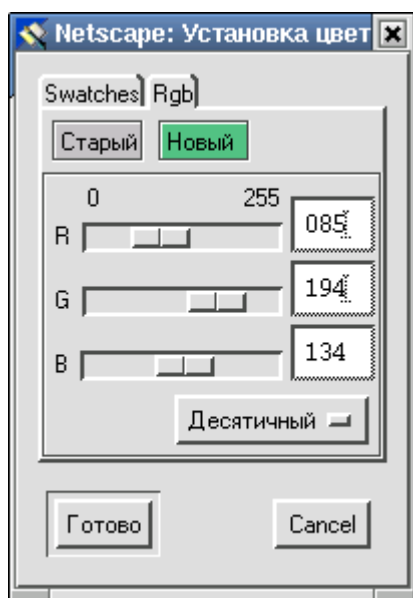 Netscape: Установка цвет
Swatches Rgb
Старый Новый
0 255
R 085
G 194
B 134
Десятичный
Готово Cancel